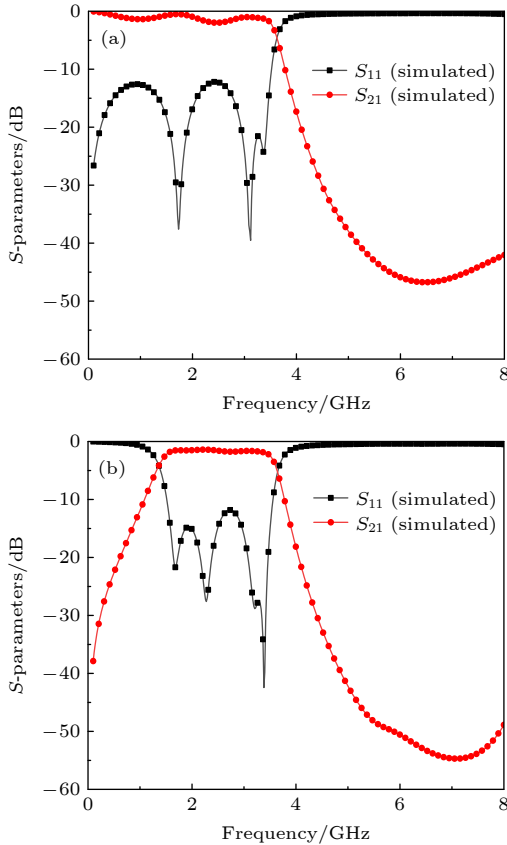 0
(a)
−10
S11 (simulated)
S21 (simulated)
−20
−30
−40
−50
−60
S-parameters/dB
0 2 4 6 8
Frequency/GHz
0
(b)
−10
S11 (simulated)
S21 (simulated)
−20
−30
−40
−50
−60
S-parameters/dB
0 2 4 6 8
Frequency/GHz